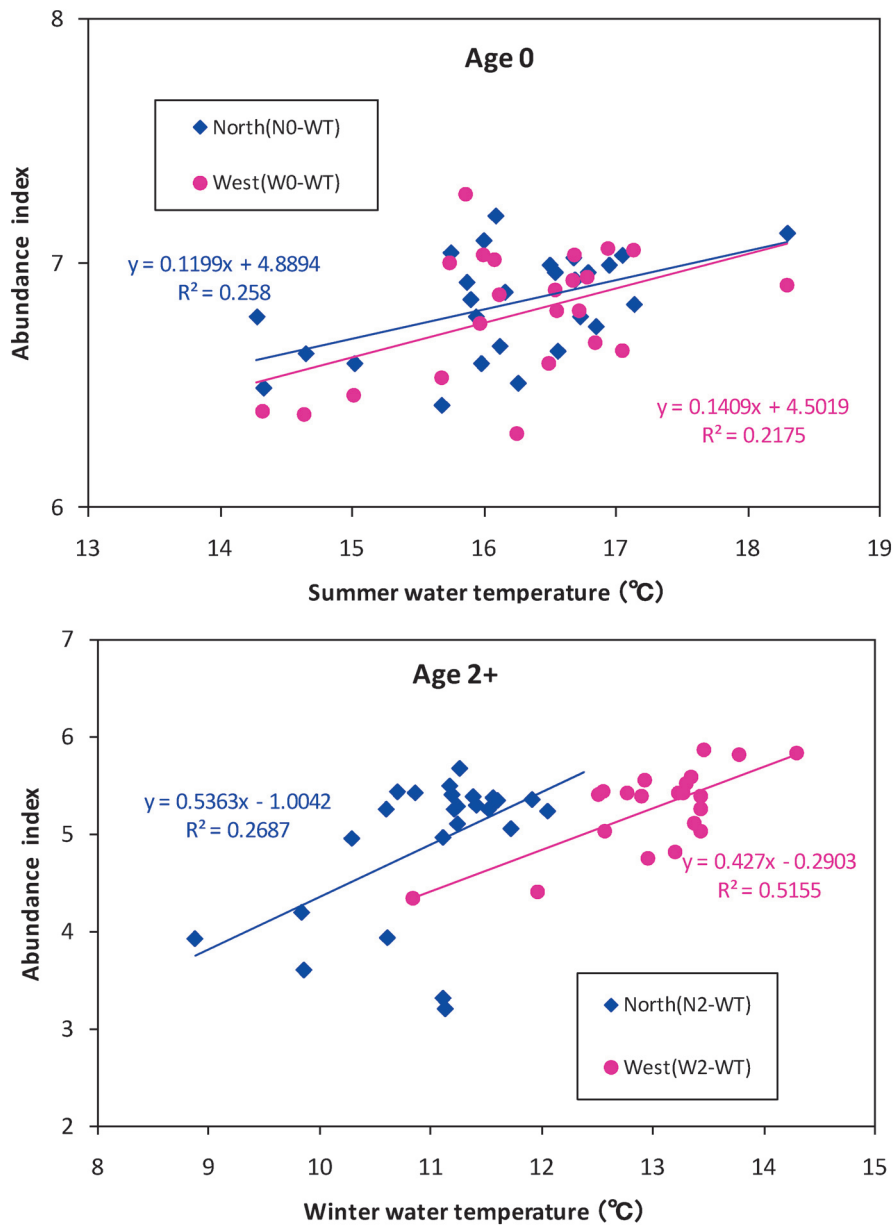 8
Age 0
North(N0-WT)
West(W0-WT)
Abundance index
7
y = 0.1199x + 4.8894
R² = 0.258
y = 0.1409x + 4.5019
R² = 0.2175
6
13 14 15 16 17 18 19
Summer water temperature (℃)
7
Age 2+
6
y = 0.5363x - 1.0042
R² = 0.2687
Abundance index
5
y = 0.427x - 0.2903
R² = 0.5155
4
North(N2-WT)
3
West(W2-WT)
2
8 9 10 11 12 13 14 15
Winter water temperature (℃)